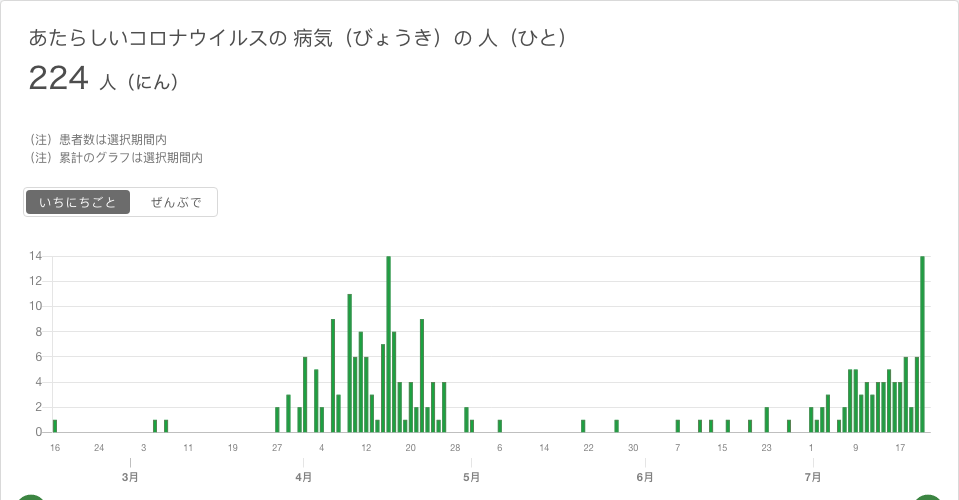 あたらしいコロナウイルスの 病気（びょうき）の 人（ひと）
224 人（にん）
（注）患者数は選択期間内
（注）累計のグラフは選択期間内
いちにちごと ぜんぶで
14
12
10
8
6
4
2
0
16 24 3 11 19 27 4 12 20 28 6 14 22 30 7 15 23 1 9 17
3月 4月 5月 6月 7月